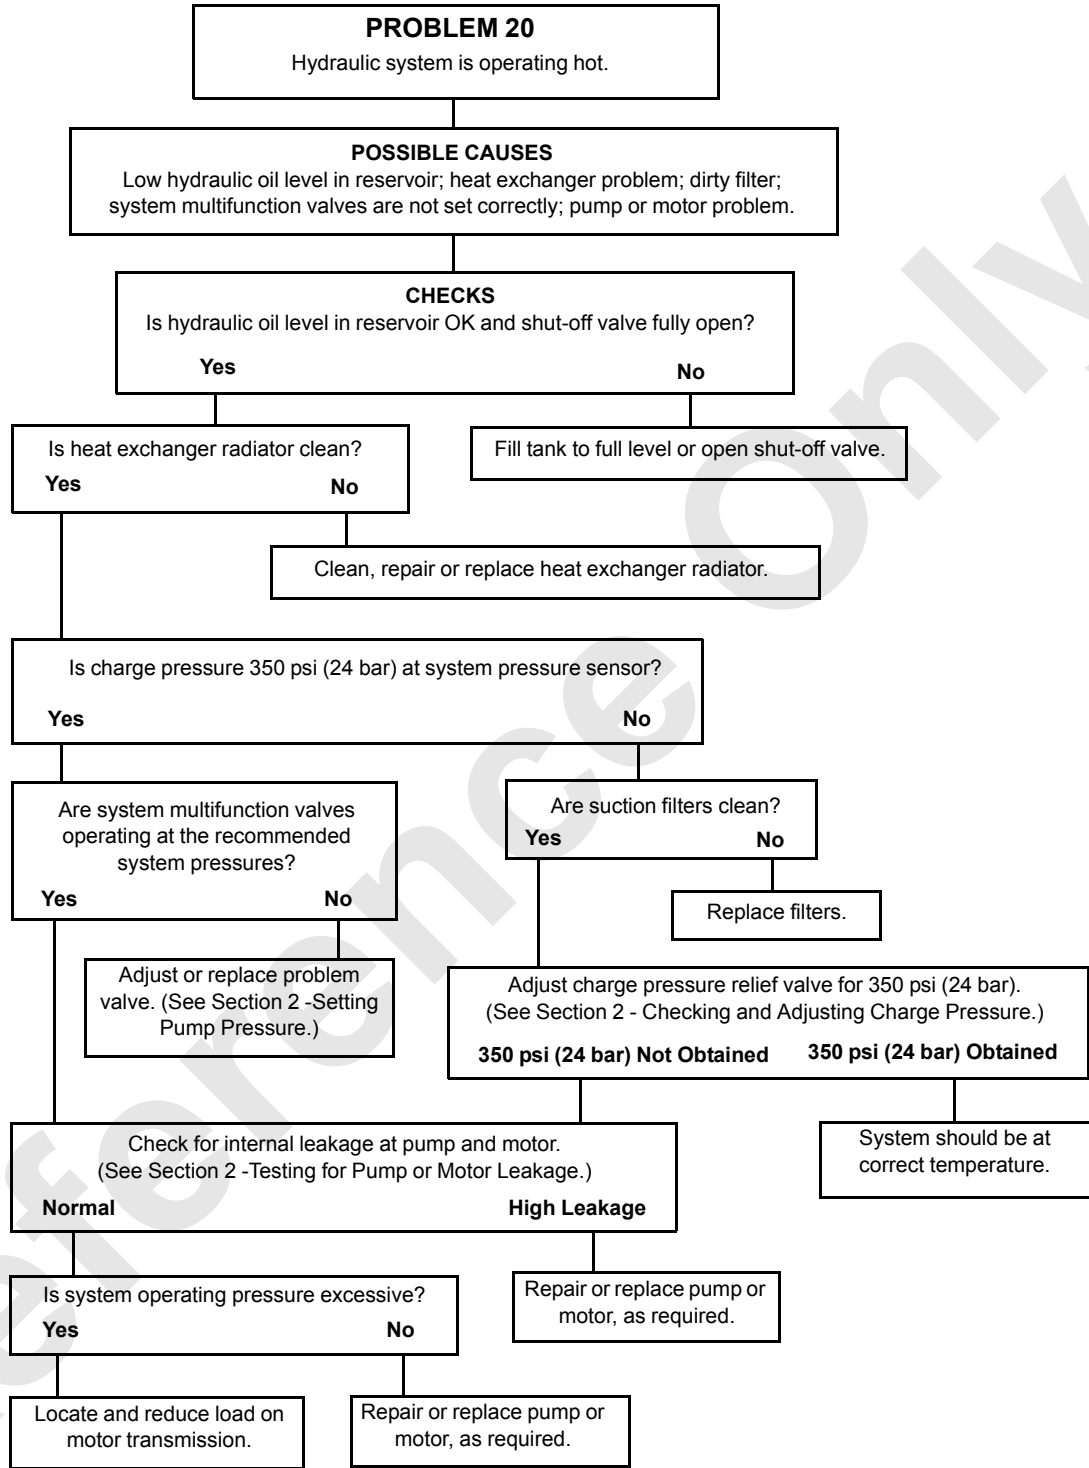 PROBLEM 20
Hydraulic system is operating hot.
POSSIBLE CAUSES
Low hydraulic oil level in reservoir; heat exchanger problem; dirty filter;
system multifunction valves are not set correctly; pump or motor problem.
CHECKS
Is hydraulic oil level in reservoir OK and shut-off valve fully open?
Yes
No
Is heat exchanger radiator clean?
Yes
No
Fill tank to full level or open shut-off valve.
Clean, repair or replace heat exchanger radiator.
Is charge pressure 350 psi (24 bar) at system pressure sensor?
Yes
No
Are system multifunction valves
operating at the recommended
system pressures?
Yes
No
Are suction filters clean?
Yes
No
Replace filters.
Adjust or replace problem
valve. (See Section 2 -Setting
Pump Pressure.)
Adjust charge pressure relief valve for 350 psi (24 bar).
(See Section 2 - Checking and Adjusting Charge Pressure.)
350 psi (24 bar) Not Obtained
350 psi (24 bar) Obtained
Check for internal leakage at pump and motor.
(See Section 2 -Testing for Pump or Motor Leakage.)
Normal
High Leakage
System should be at
correct temperature.
Is system operating pressure excessive?
Yes
No
Repair or replace pump or
motor, as required.
Locate and reduce load on
motor transmission.
Repair or replace pump or
motor, as required.
eference Only